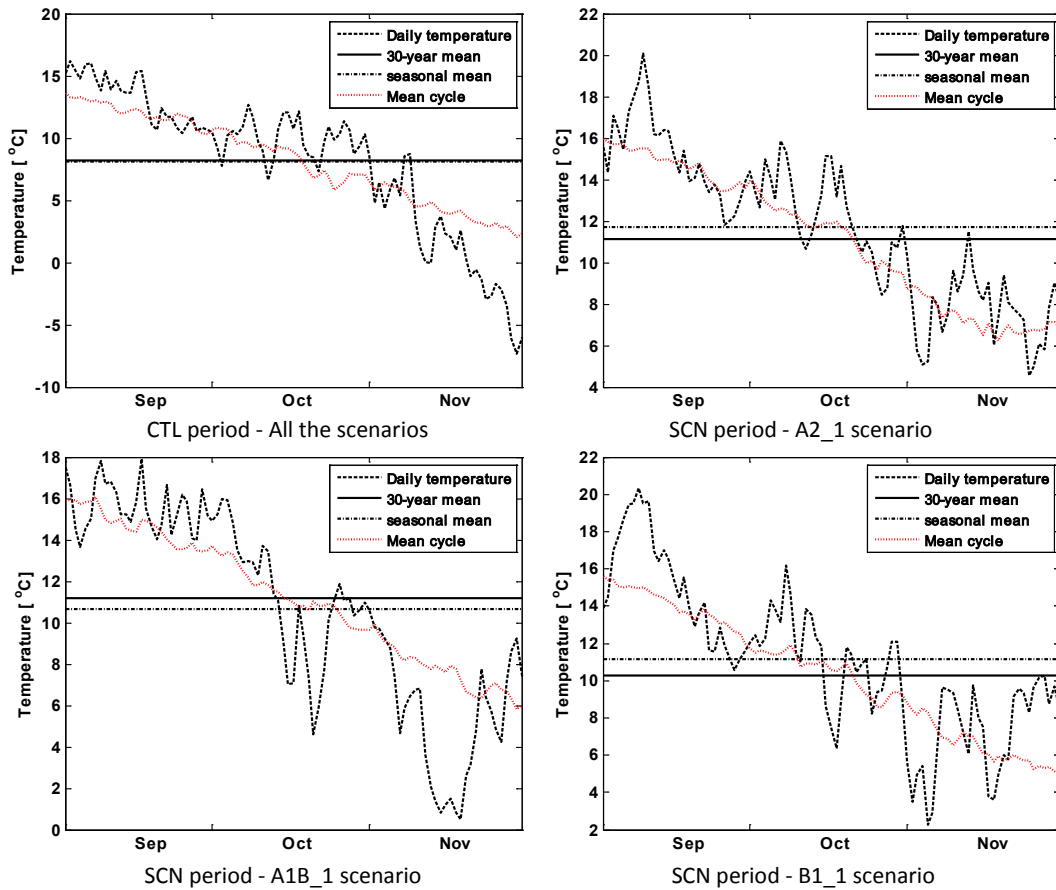 20
15
10
5
0
-5
-10
Temperature [ °C]
Daily temperature
30-year mean
seasonal mean
Mean cycle
Sep Oct Nov
CTL period - All the scenarios
22
20
18
16
14
12
10
8
6
4
Temperature [ °C]
Daily temperature
30-year mean
seasonal mean
Mean cycle
Sep Oct Nov
SCN period - A2_1 scenario
18
16
14
12
10
8
6
4
2
0
Temperature [ °C]
Daily temperature
30-year mean
seasonal mean
Mean cycle
Sep Oct Nov
SCN period - A1B_1 scenario
22
20
18
16
14
12
10
8
6
4
2
Temperature [ °C]
Daily temperature
30-year mean
seasonal mean
Mean cycle
Sep Oct Nov
SCN period - B1_1 scenario